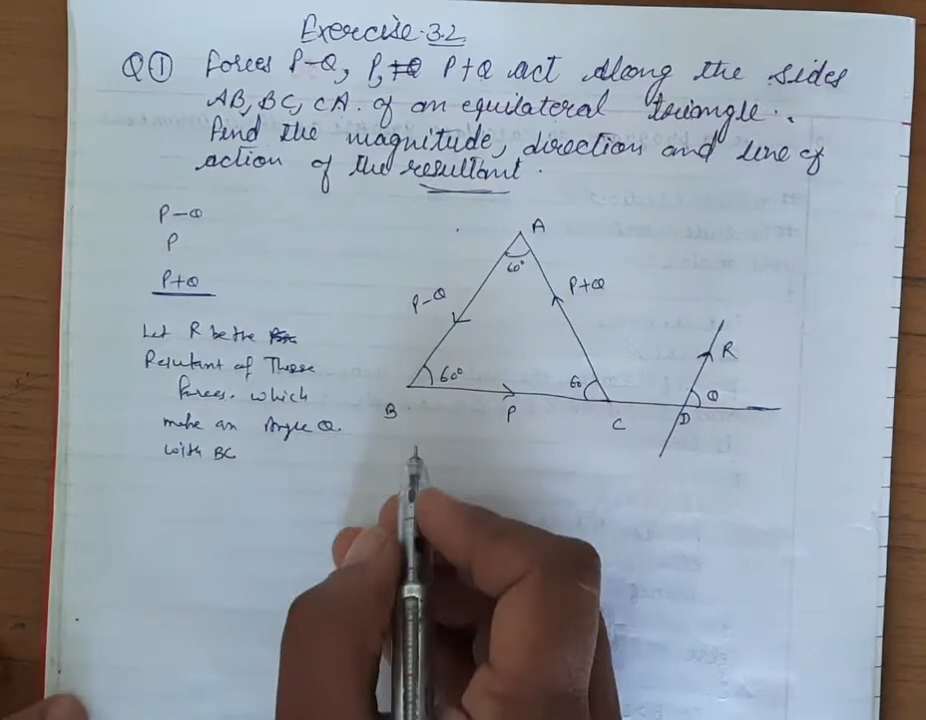 Exercise 3.2
Q① Forces P-Q, P, P+Q act along the sides
AB, BC, CA. of an equilateral triangle.
Find the magnitude, direction and line of
action of the resultant.
P-Q
P
P+Q
Let R be the
Relutant of These
forces. which
make an Angle Q.
with BC
A
60°
P-Q
P+Q
60°
60
B
P
C
D
R
Q